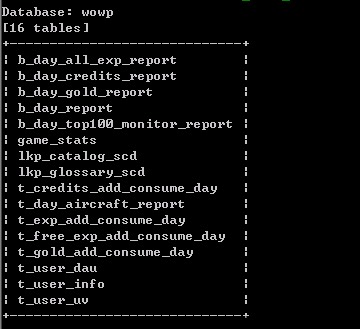 Database: wowp
[16 tables]
+-----------------------------+
| b_day_all_exp_report |
| b_day_credits_report |
| b_day_gold_report |
| b_day_report |
| b_day_top100_monitor_report |
| game_stats |
| lkp_catalog_scd |
| lkp_glossary_scd |
| t_credits_add_consume_day |
| t_day_aircraft_report |
| t_exp_add_consume_day |
| t_free_exp_add_consume_day |
| t_gold_add_consume_day |
| t_user_dau |
| t_user_info |
| t_user_uv |
+-----------------------------+